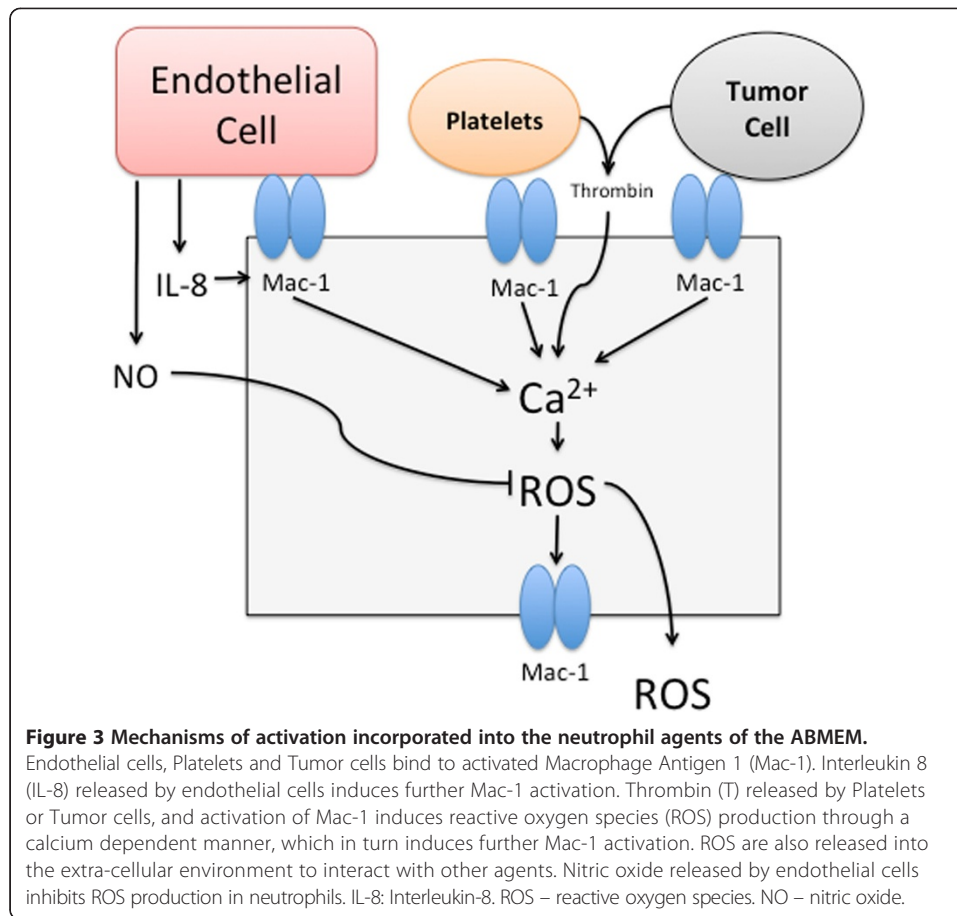 Endothelial
Cell
Platelets
Tumor
Cell
Thrombin
IL-8
Mac-1
Mac-1
Mac-1
NO
Ca²⁺
ROS
Mac-1
ROS
Figure 3 Mechanisms of activation incorporated into the neutrophil agents of the ABMEM.
Endothelial cells, Platelets and Tumor cells bind to activated Macrophage Antigen 1 (Mac-1). Interleukin 8
(IL-8) released by endothelial cells induces further Mac-1 activation. Thrombin (T) released by Platelets
or Tumor cells, and activation of Mac-1 induces reactive oxygen species (ROS) production through a
calcium dependent manner, which in turn induces further Mac-1 activation. ROS are also released into
the extra-cellular environment to interact with other agents. Nitric oxide released by endothelial cells
inhibits ROS production in neutrophils. IL-8: Interleukin-8. ROS – reactive oxygen species. NO – nitric oxide.